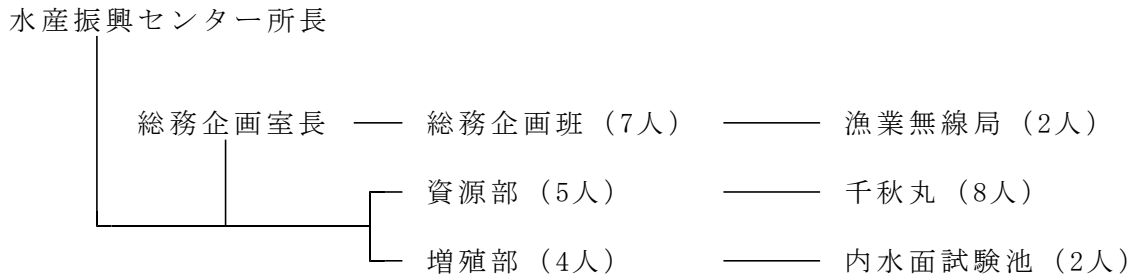 水産振興センター所長
総務企画室長 総務企画班（7人） 漁業無線局（2人）
資源部（5人） 千秋丸（8人）
増殖部（4人） 内水面試験池（2人）